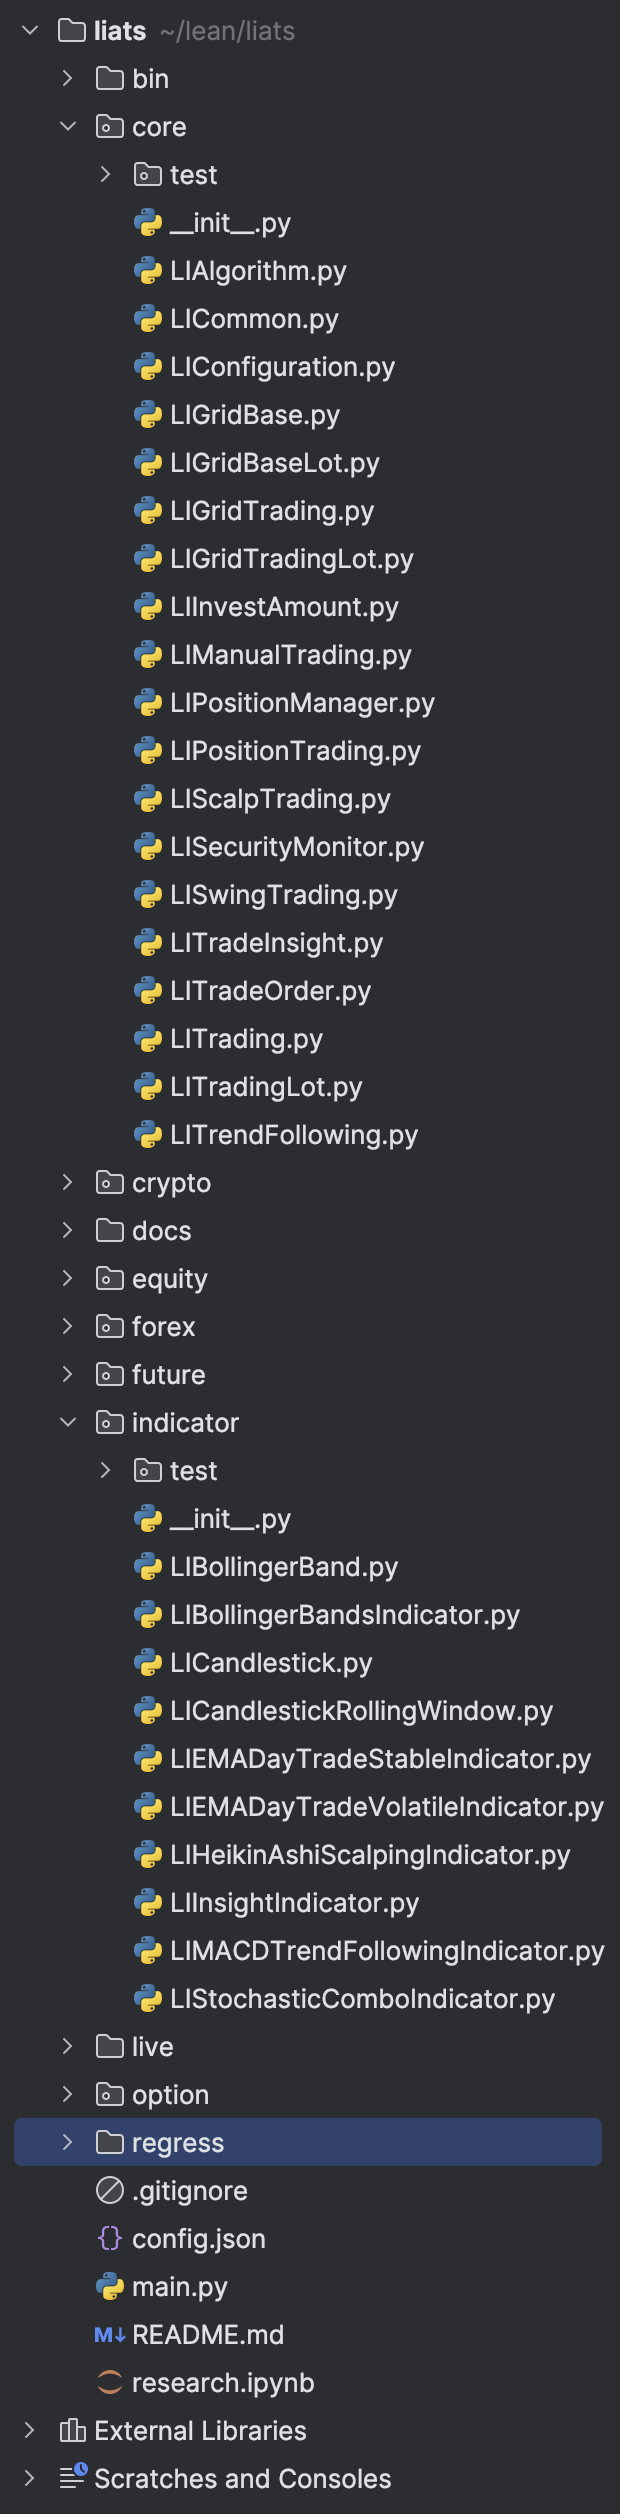 liats ~/lean/liats
bin
core
test
__init__.py
LIAlgorithm.py
LICommon.py
LIConfiguration.py
LIGridBase.py
LIGridBaseLot.py
LIGridTrading.py
LIGridTradingLot.py
LIInvestAmount.py
LIManualTrading.py
LIPositionManager.py
LIPositionTrading.py
LIScalpTrading.py
LISecurityMonitor.py
LISwingTrading.py
LITradeInsight.py
LITradeOrder.py
LITrading.py
LITradingLot.py
LITrendFollowing.py
crypto
docs
equity
forex
future
indicator
test
__init__.py
LIBollingerBand.py
LIBollingerBandsIndicator.py
LICandlestick.py
LICandlestickRollingWindow.py
LIEMADayTradeStableIndicator.py
LIEMADayTradeVolatileIndicator.py
LIHeikinAshiScalpingIndicator.py
LIInsightIndicator.py
LIMACDTrendFollowingIndicator.py
LIStochasticComboIndicator.py
live
option
regress
.gitignore
{} config.json
main.py
M↓ README.md
research.ipynb
External Libraries
Scratches and Consoles